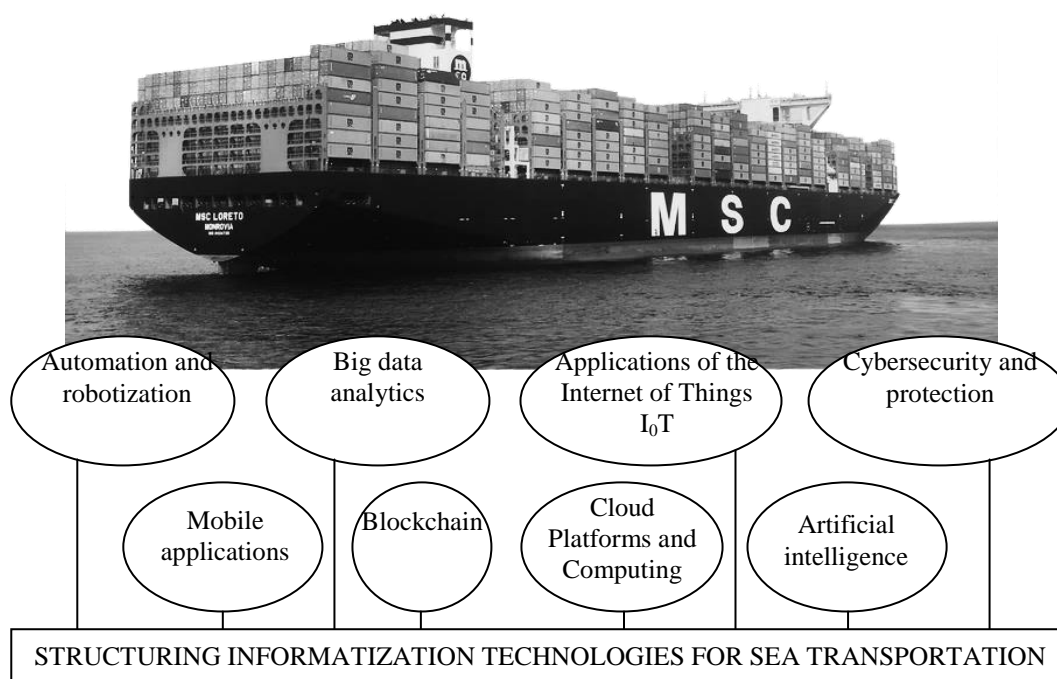 MSC LORETO
MONROVIA
M S C
Automation and
robotization
Big data
analytics
Applications of the
Internet of Things
I₀T
Cybersecurity and
protection
Mobile
applications
Blockchain
Cloud
Platforms and
Computing
Artificial
intelligence
STRUCTURING INFORMATIZATION TECHNOLOGIES FOR SEA TRANSPORTATION